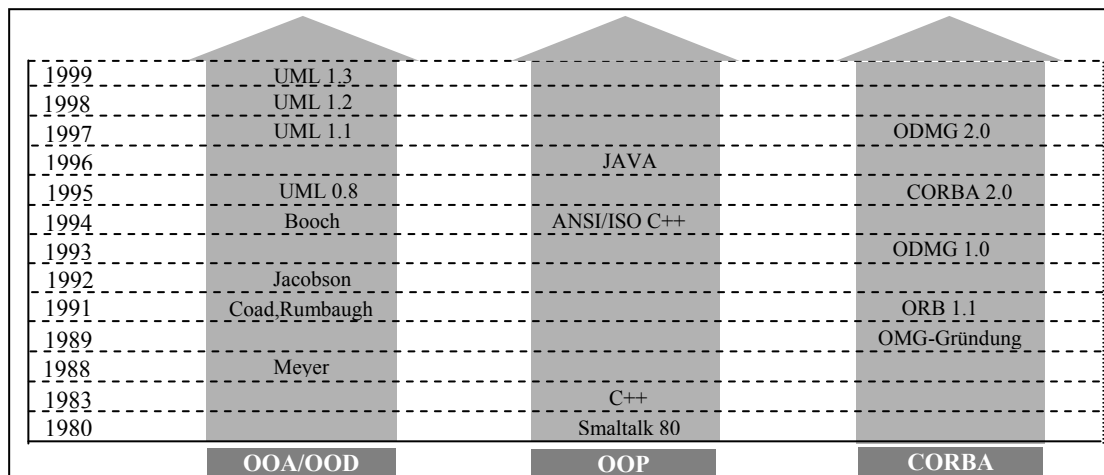 1999 UML 1.3
1998 UML 1.2
1997 UML 1.1 ODMG 2.0
1996 JAVA
1995 UML 0.8 CORBA 2.0
1994 Booch ANSI/ISO C++
1993 ODMG 1.0
1992 Jacobson
1991 Coad,Rumbaugh ORB 1.1
1989 OMG-Gründung
1988 Meyer
1983 C++
1980 Smaltalk 80
OOA/OOD OOP CORBA